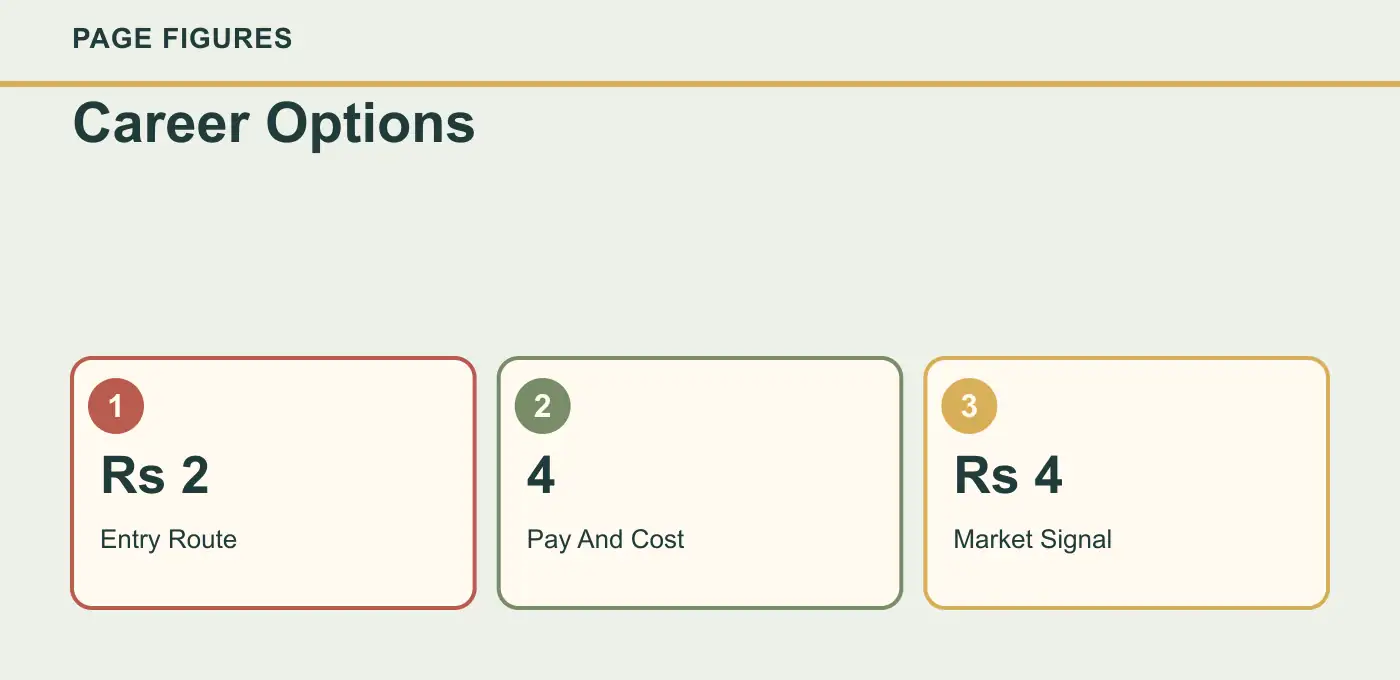 PAGE FIGURES
Career Options
1
Rs 2
Entry Route
2
4
Pay And Cost
3
Rs 4
Market Signal